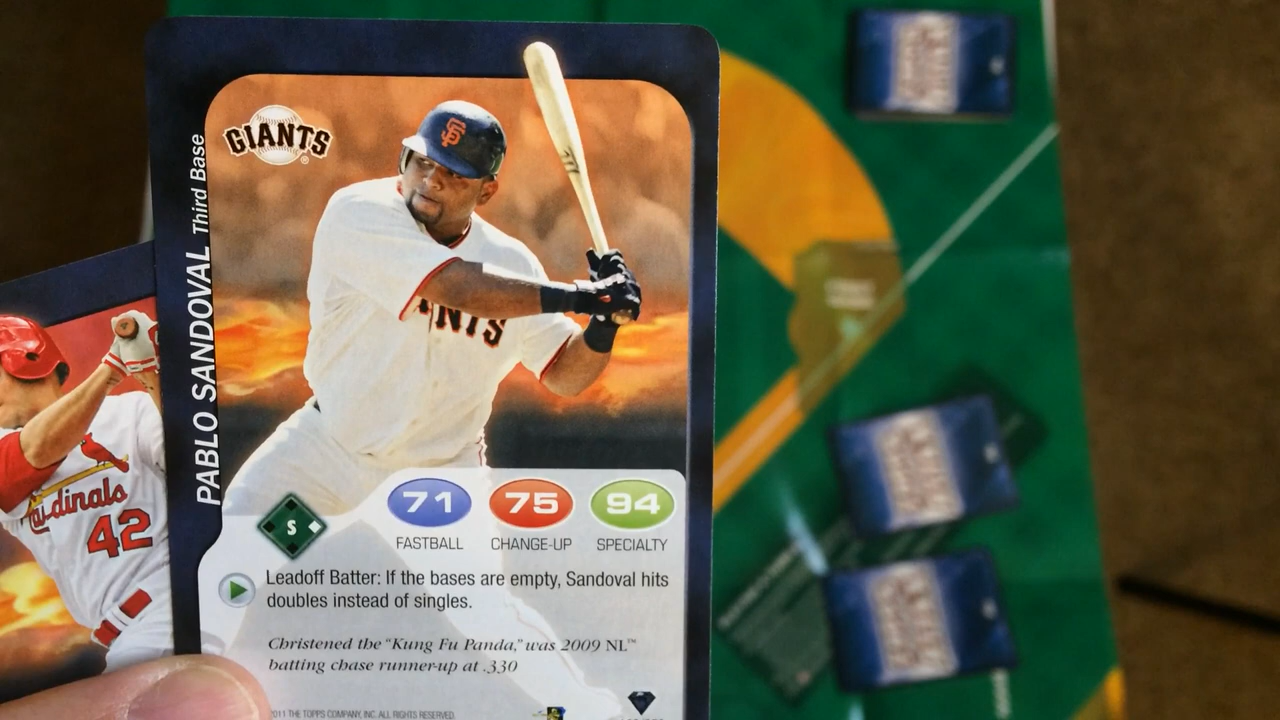 GIANTS
PABLO SANDOVAL Third Base
SF
71 75 94
FASTBALL CHANGE-UP SPECIALTY
S
Leadoff Batter: If the bases are empty, Sandoval hits
doubles instead of singles.
Christened the "Kung Fu Panda," was 2009 NL™
batting chase runner-up at .330
2011 THE TOPPS COMPANY, INC. ALL RIGHTS RESERVED.
42